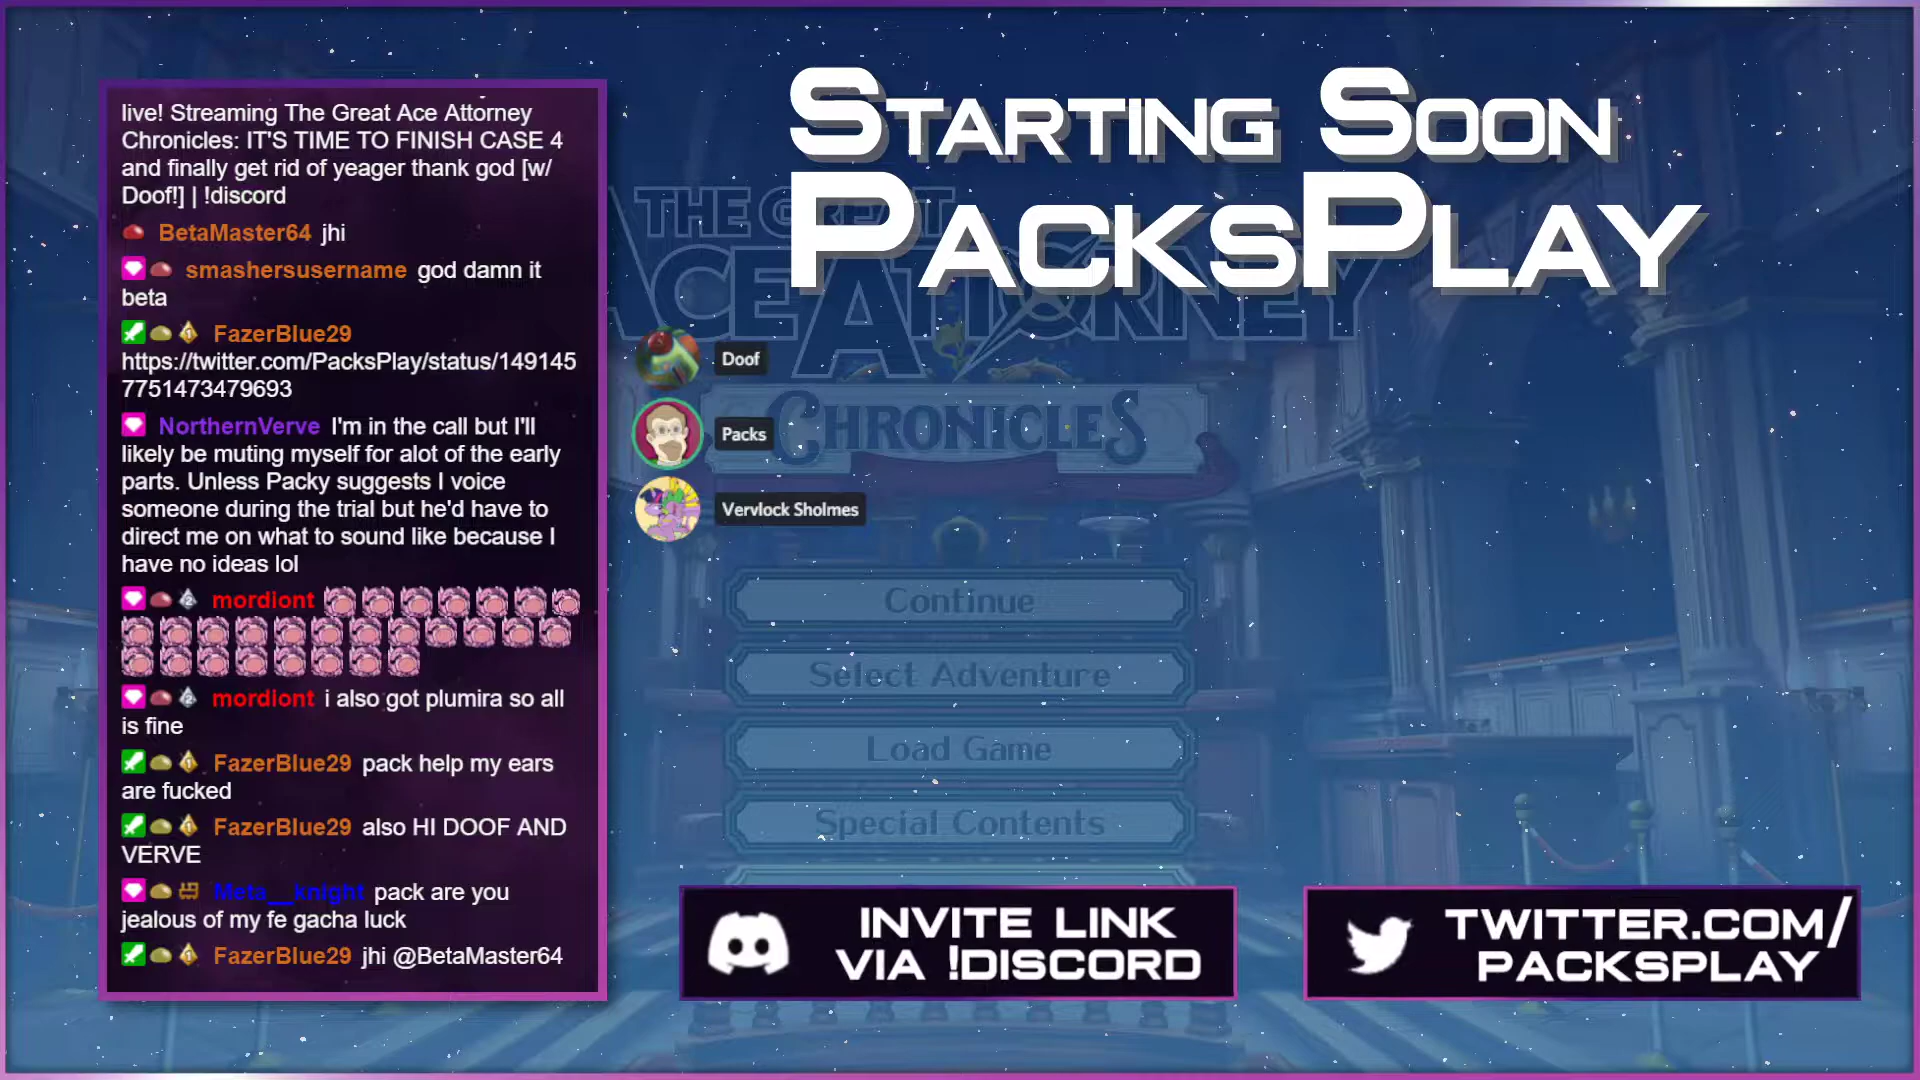 live! Streaming The Great Ace Attorney
Chronicles: IT'S TIME TO FINISH CASE 4
and finally get rid of yeager thank god [w/
Doof!] | !discord
BetaMaster64 jhi
smashersusername god damn it
beta
FazerBlue29
https://twitter.com/PacksPlay/status/149145
7751473479693
NorthernVerve I'm in the call but I'll
likely be muting myself for alot of the early
parts. Unless Packy suggests I voice
someone during the trial but he'd have to
direct me on what to sound like because I
have no ideas lol
mordiont
mordiont i also got plumira so all
is fine
FazerBlue29 pack help my ears
are fucked
FazerBlue29 also HI DOOF AND
VERVE
Meta__knight pack are you
jealous of my fe gacha luck
FazerBlue29 jhi @BetaMaster64
STARTING SOON
PACKSPLAY
THE GREAT
ACE ATTORNEY
CHRONICLES
Doof
Packs
Vervlock Sholmes
Continue
Select Adventure
Load Game
Special Contents
INVITE LINK
VIA !DISCORD
TWITTER.COM/
PACKSPLAY